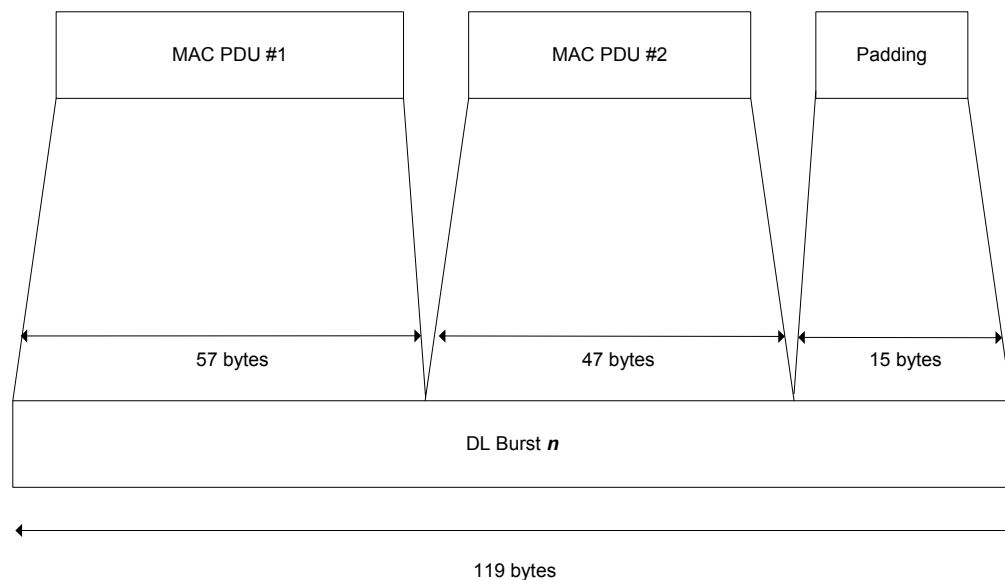 MAC PDU #1
MAC PDU #2
Padding
57 bytes
47 bytes
15 bytes
DL Burst n
119 bytes